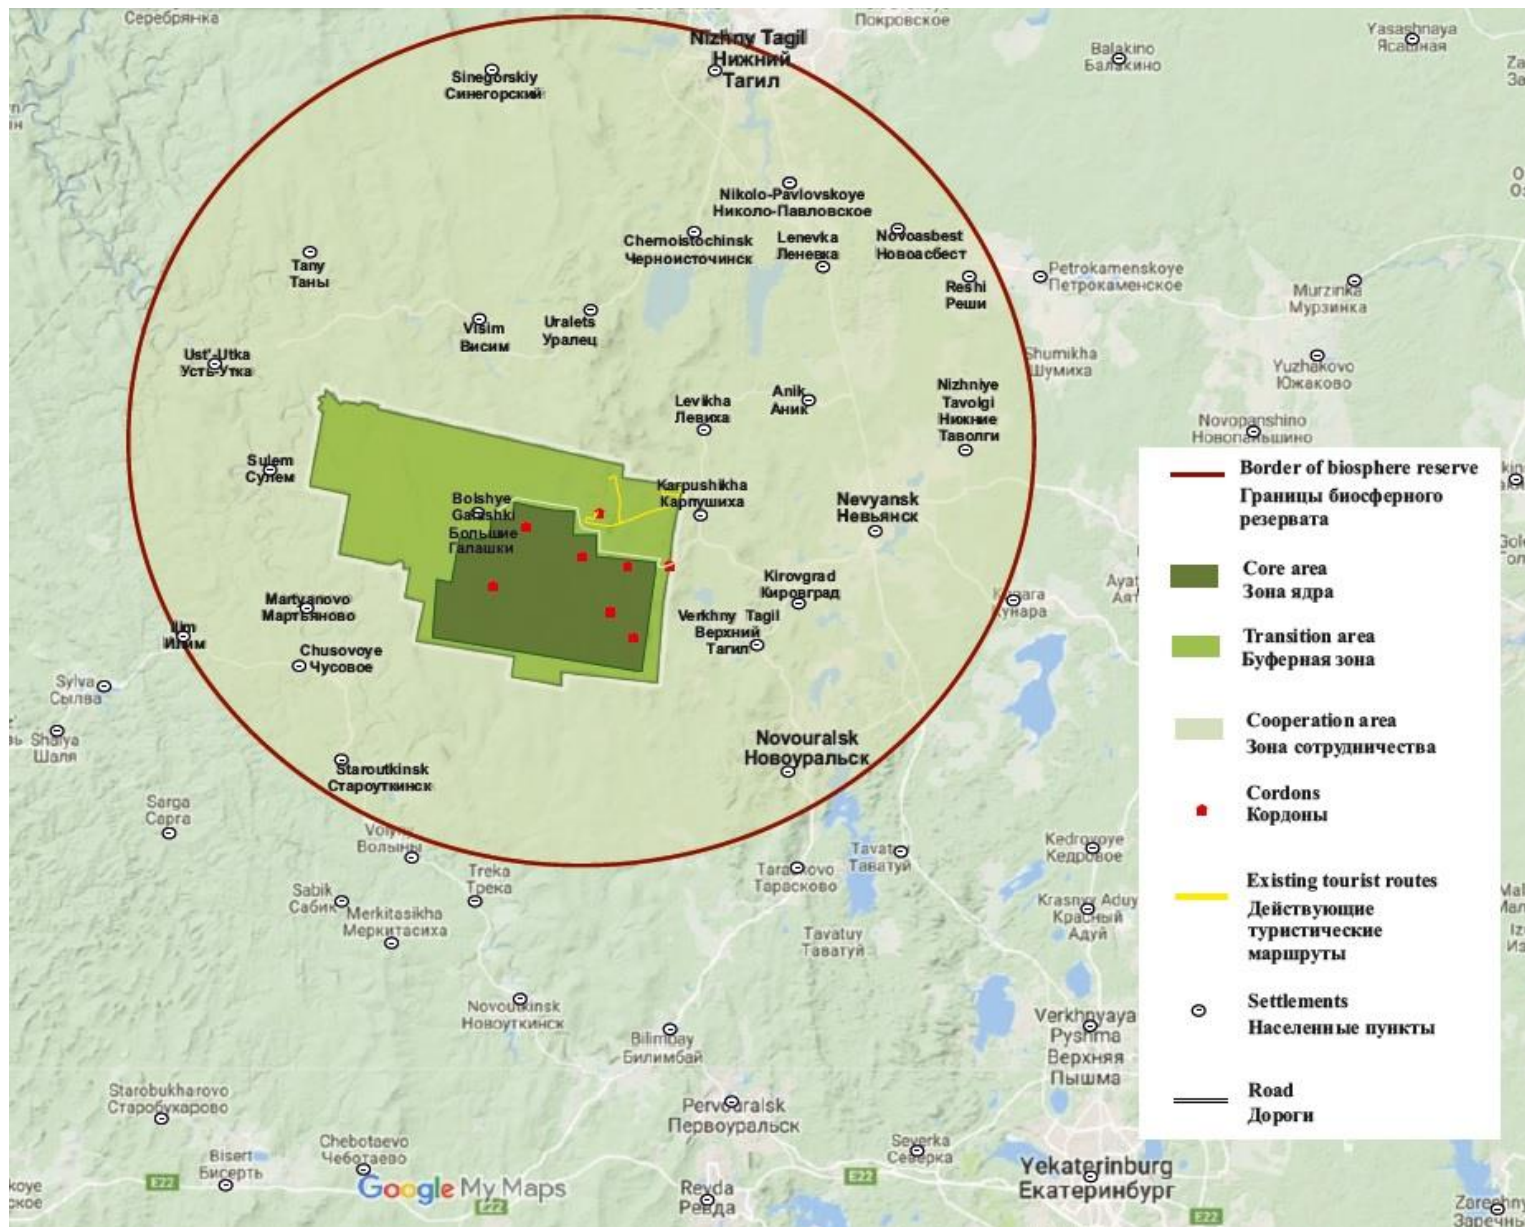 Серебрянка
Покровское
Nizhny Tagil
Нижний
Тагил
Yasashnaya
Ясашная
Balakino
Балакино
Sinegorskiy
Синегорский
Nikolo-Pavlovskoye
Николо-Павловское
Chernoistochinsk
Черноисточинск
Lenevka
Леневка
Novoasbest
Новоасбест
Tany
Таны
Reshi
Реши
Petrokamenskoye
Петрокаменское
Murzinka
Мурзинка
Visim
Висим
Uralets
Уралец
Ust'-Utka
Усть-Утка
Shumikha
Шумиха
Yuzhakovo
Южаково
Levikha
Левиха
Anik
Аник
Nizhniye
Tavolgi
Нижние
Таволги
Novopanshino
Новопаньшино
Sulem
Сулем
Karpushikha
Карпушиха
Bolshye
Galashki
Большие
Галашки
Nevyansk
Невьянск
Kirovgrad
Кировград
Kunara
Кунара
Martyanovo
Мартьяново
Verkhny Tagil
Верхний
Тагил
Ilim
Илим
Chusovoye
Чусовое
Sylva
Сылва
Shalya
Шаля
Novouralsk
Новоуральск
Staroutkinsk
Староуткинск
Sarga
Сарга
Волыны
Treka
Трека
Tavatuy
Таватуй
Taraskovo
Тарасково
Kedrovoye
Кедровое
Sabik
Сабик
Merkitasikha
Меркитасиха
Krasnyy Aduy
Красный
Адуй
Tavatuy
Таватуй
Novoutkinsk
Новоуткинск
Bilimbay
Билимбай
Verkhnyaya
Pyshma
Верхняя
Пышма
Starobukharovo
Старобухарово
Pervouralsk
Первоуральск
Bisert
Бисерть
Chebotaevo
Чеботаево
Severka
Северка
Yekaterinburg
Екатеринбург
Revda
Ревда
E22
E22
E22
E22
Google My Maps
Border of biosphere reserve
Границы биосферного
резервата
Core area
Зона ядра
Transition area
Буферная зона
Cooperation area
Зона сотрудничества
Cordons
Кордоны
Existing tourist routes
Действующие
туристические
маршруты
Settlements
Населенные пункты
Road
Дороги